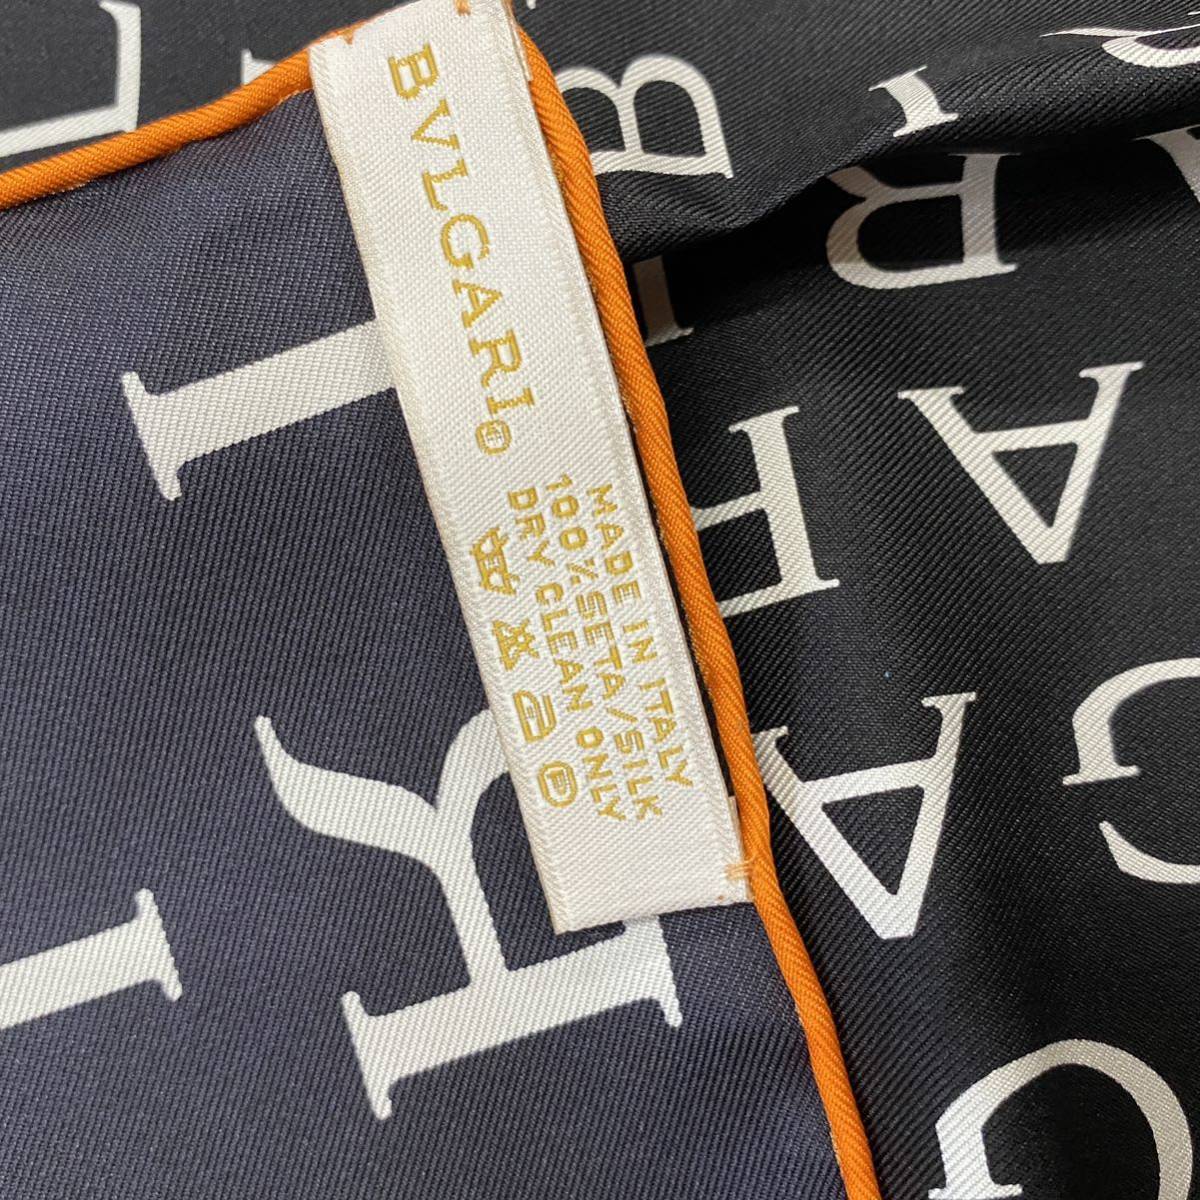 BVLGARI®
MADE IN ITALY
100%SETA/SILK
DRY CLEAN ONLY
P